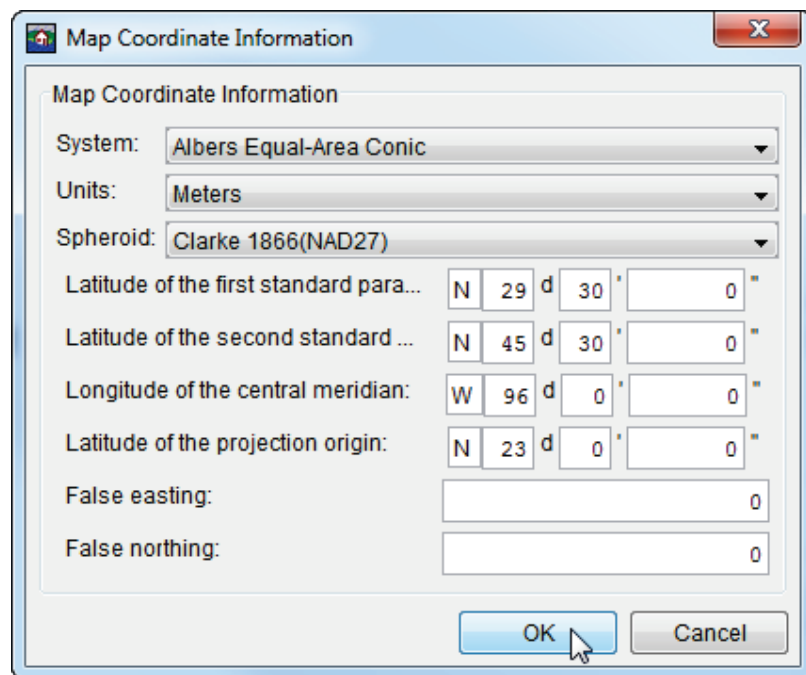 Map Coordinate Information
Map Coordinate Information
System: Albers Equal-Area Conic
Units: Meters
Spheroid: Clarke 1866(NAD27)
Latitude of the first standard para... N 29 d 30 ' 0 "
Latitude of the second standard ... N 45 d 30 ' 0 "
Longitude of the central meridian: W 96 d 0 ' 0 "
Latitude of the projection origin: N 23 d 0 ' 0 "
False easting: 0
False northing: 0
OK Cancel